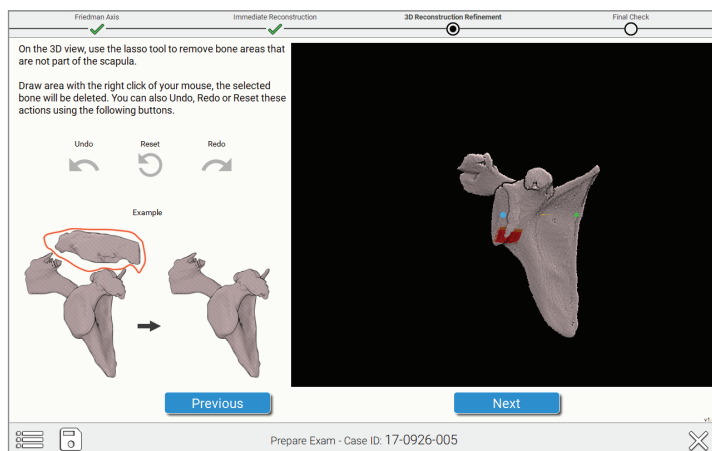 Friedman Axis
Immediate Reconstruction
3D Reconstruction Refinement
Final Check
On the 3D view, use the lasso tool to remove bone areas that
are not part of the scapula.
Draw area with the right click of your mouse, the selected
bone will be deleted. You can also Undo, Redo or Reset these
actions using the following buttons.
Undo
Reset
Redo
Example
Previous
Next
Prepare Exam - Case ID: 17-0926-005